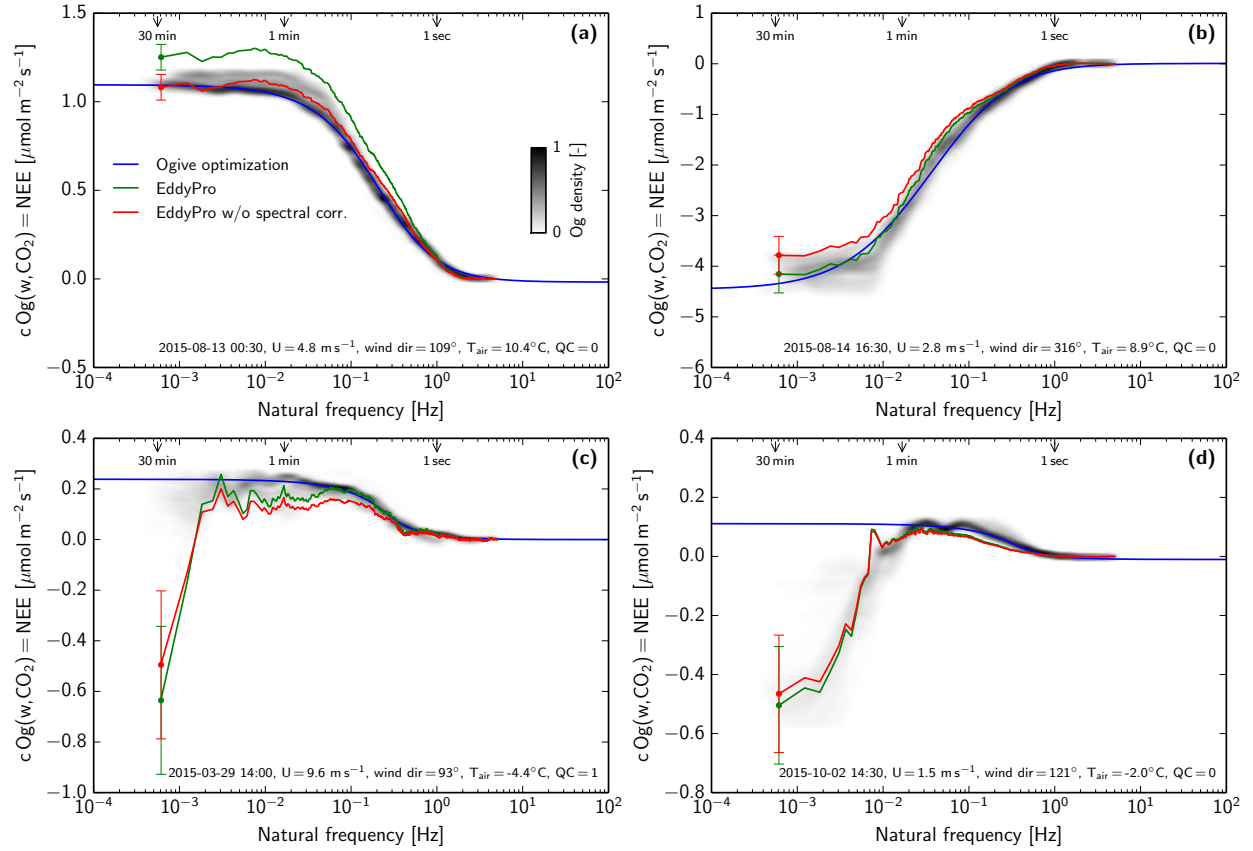 30 min
1 min
1 sec
(a)
c Og(w, CO₂) = NEE [μmol m⁻² s⁻¹]
1.5
1.0
0.5
0.0
−0.5
Ogive optimization
EddyPro
EddyPro w/o spectral corr.
1
0
Og density [-]
2015-08-13 00:30, U = 4.8 m s⁻¹, wind dir = 109°, T_air = 10.4°C, QC = 0
10⁻⁴ 10⁻³ 10⁻² 10⁻¹ 10⁰ 10¹ 10²
Natural frequency [Hz]
30 min
1 min
1 sec
(b)
c Og(w, CO₂) = NEE [μmol m⁻² s⁻¹]
1
0
−1
−2
−3
−4
−5
−6
2015-08-14 16:30, U = 2.8 m s⁻¹, wind dir = 316°, T_air = 8.9°C, QC = 0
10⁻⁴ 10⁻³ 10⁻² 10⁻¹ 10⁰ 10¹ 10²
Natural frequency [Hz]
30 min
1 min
1 sec
(c)
c Og(w, CO₂) = NEE [μmol m⁻² s⁻¹]
0.4
0.2
0.0
−0.2
−0.4
−0.6
−0.8
−1.0
2015-03-29 14:00, U = 9.6 m s⁻¹, wind dir = 93°, T_air = -4.4°C, QC = 1
10⁻⁴ 10⁻³ 10⁻² 10⁻¹ 10⁰ 10¹ 10²
Natural frequency [Hz]
30 min
1 min
1 sec
(d)
c Og(w, CO₂) = NEE [μmol m⁻² s⁻¹]
0.4
0.2
0.0
−0.2
−0.4
−0.6
−0.8
2015-10-02 14:30, U = 1.5 m s⁻¹, wind dir = 121°, T_air = -2.0°C, QC = 0
10⁻⁴ 10⁻³ 10⁻² 10⁻¹ 10⁰ 10¹ 10²
Natural frequency [Hz]